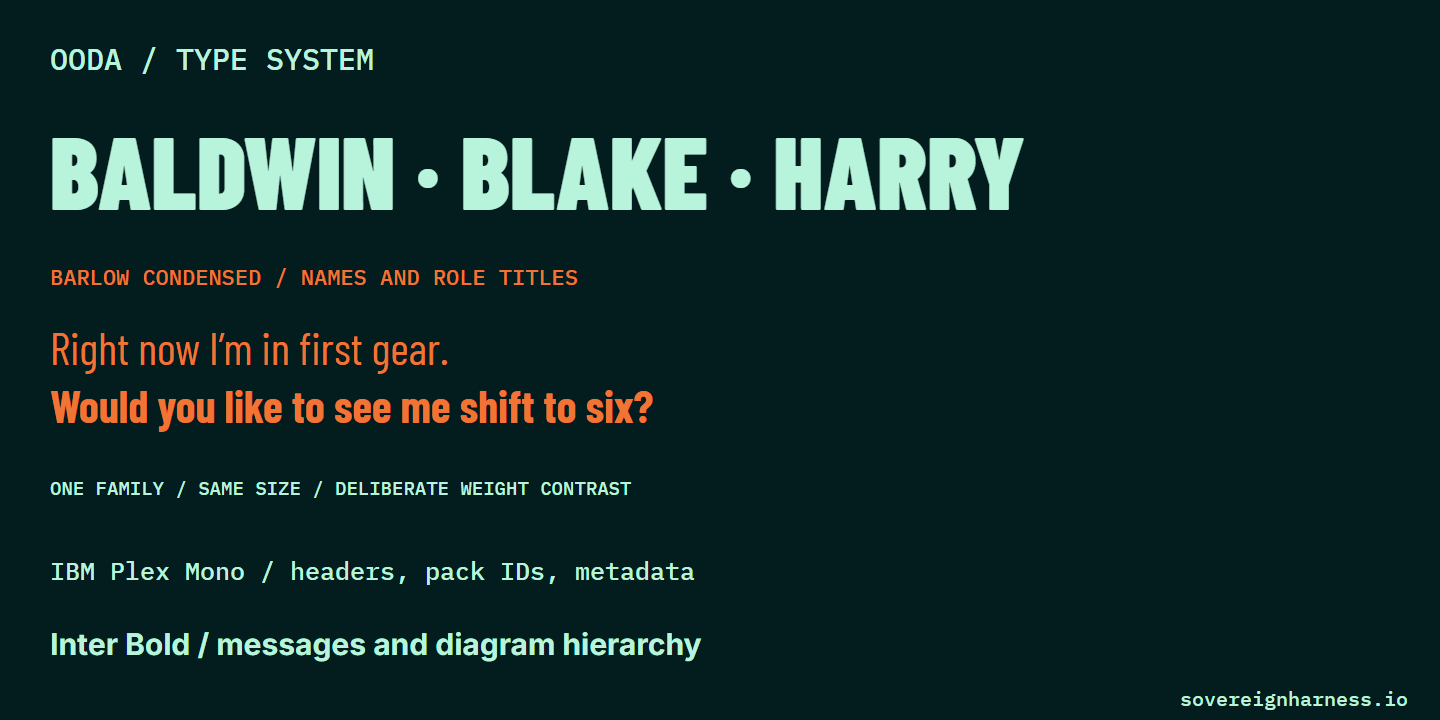 OODA / TYPE SYSTEM
BALDWIN • BLAKE • HARRY
BARLOW CONDENSED / NAMES AND ROLE TITLES
Right now I’m in first gear.
Would you like to see me shift to six?
ONE FAMILY / SAME SIZE / DELIBERATE WEIGHT CONTRAST
IBM Plex Mono / headers, pack IDs, metadata
Inter Bold / messages and diagram hierarchy
sovereignharness.io